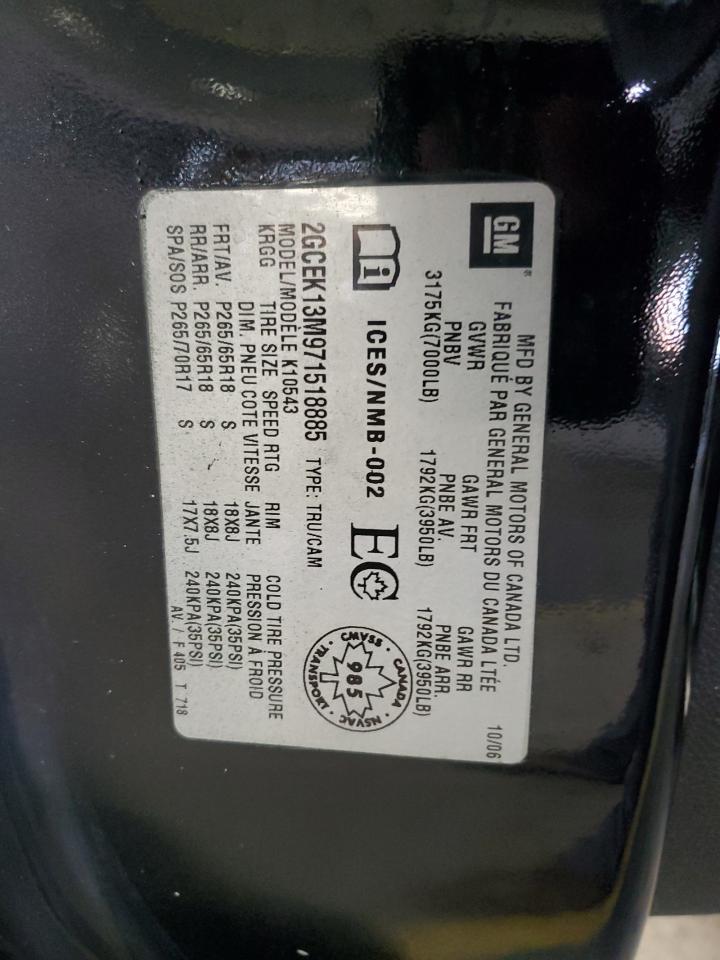 GM ®
MFD BY GENERAL MOTORS OF CANADA LTD.
FABRIQUÉ PAR GENERAL MOTORS DU CANADA LTÉE
10/06
GVWR GAWR FRT GAWR RR
PNBV PNBE AV. PNBE ARR.
3175KG(7000LB) 1792KG(3950LB) 1792KG(3950LB)
i ICES/NMB-002 EC
CANADA · NSVAC · TRANSPORT · CMVSS ·
985
2GCEK13M971518885 TYPE: TRU/CAM
MODEL/MODÈLE K10543
KRGG TIRE SIZE SPEED RTG RIM COLD TIRE PRESSURE
DIM. PNEU COTE VITESSE JANTE PRESSION À FROID
FRT/AV. P265/65R18 S 18X8J 240KPA(35PSI)
RR/ARR. P265/65R18 S 18X8J 240KPA(35PSI)
SPA/SOS P265/70R17 S 17X7.5J 240KPA(35PSI)
AV. / F 405 T 718